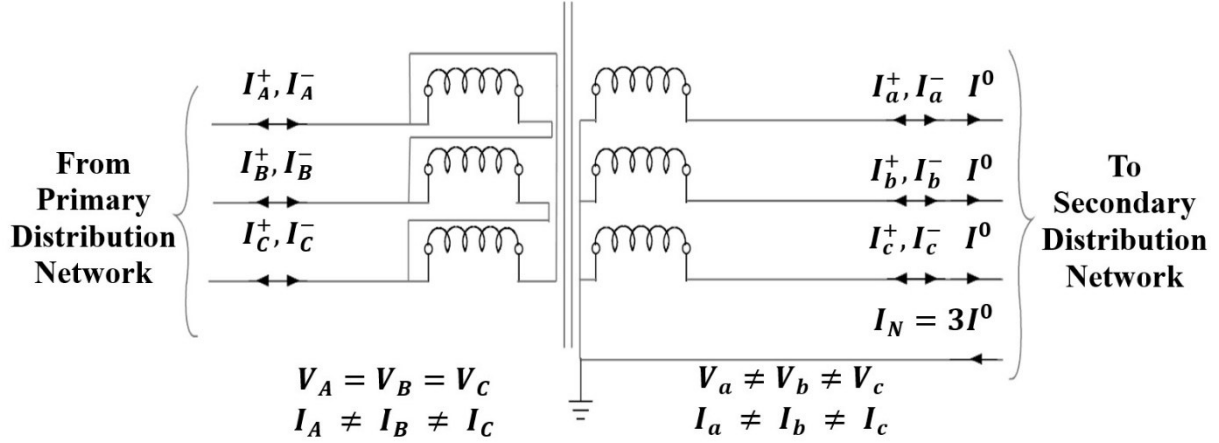 From
Primary
Distribution
Network
I_A^+, I_A^-
I_B^+, I_B^-
I_C^+, I_C^-
V_A = V_B = V_C
I_A ≠ I_B ≠ I_C
I_a^+, I_a^- I^0
I_b^+, I_b^- I^0
I_c^+, I_c^- I^0
I_N = 3I^0
V_a ≠ V_b ≠ V_c
I_a ≠ I_b ≠ I_c
To
Secondary
Distribution
Network